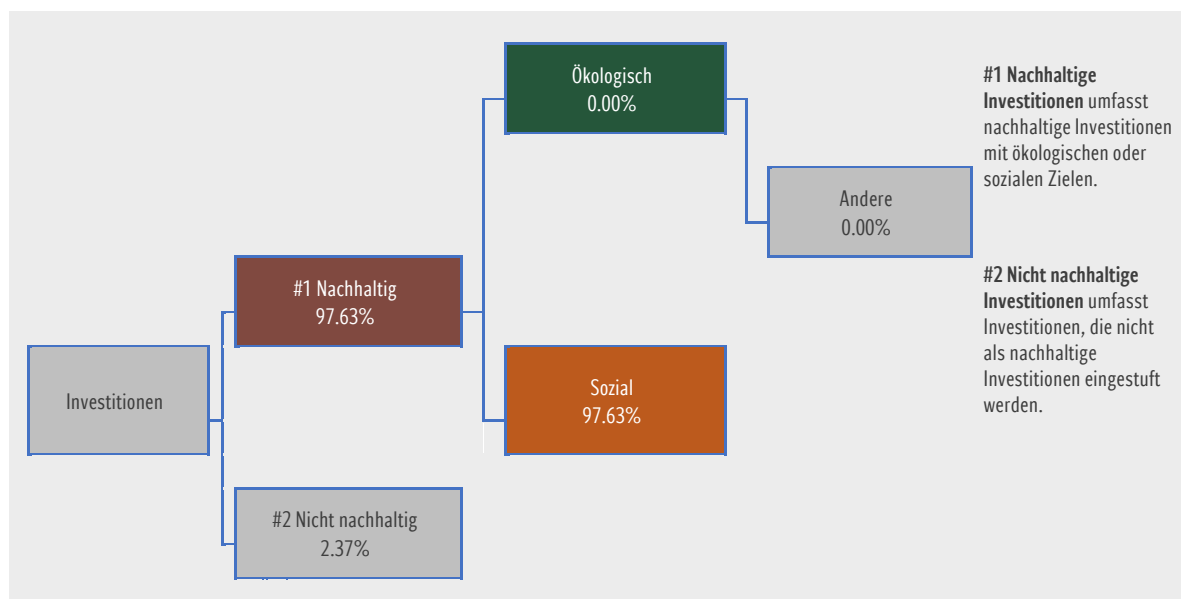 Ökologisch
0.00%
Andere
0.00%
#1 Nachhaltig
97.63%
Investitionen
Sozial
97.63%
#2 Nicht nachhaltig
2.37%
#1 Nachhaltige
Investitionen umfasst
nachhaltige Investitionen
mit ökologischen oder
sozialen Zielen.
#2 Nicht nachhaltige
Investitionen umfasst
Investitionen, die nicht
als nachhaltige
Investitionen eingestuft
werden.